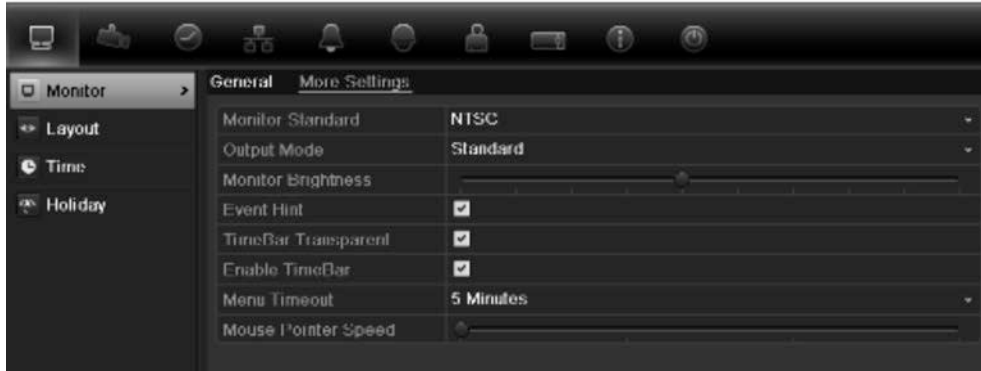 General More Settings
Monitor
Layout
Time
Holiday
Monitor Standard NTSC
Output Mode Standard
Monitor Brightness
Event Hint
TimeBar Transparent
Enable TimeBar
Menu Timeout 5 Minutes
Mouse Pointer Speed